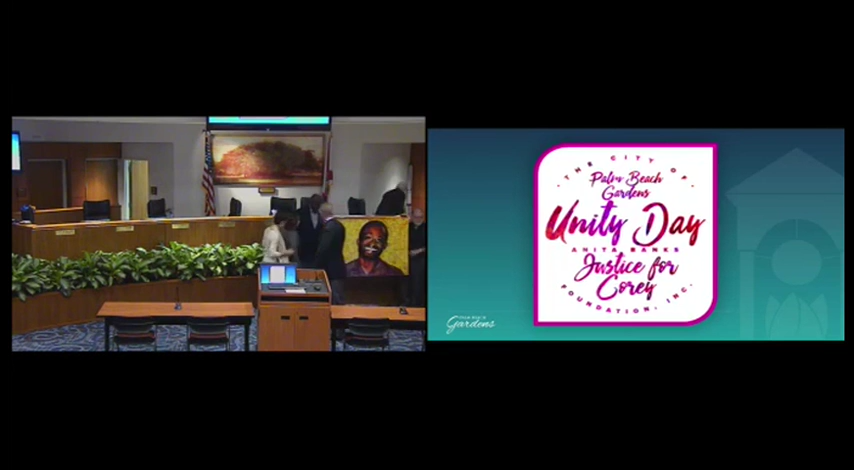 · THE CITY OF ·
Palm Beach
Gardens
Unity Day
ANITA BANKS
Justice for
Corey
FOUNDATION, INC.
Gardens